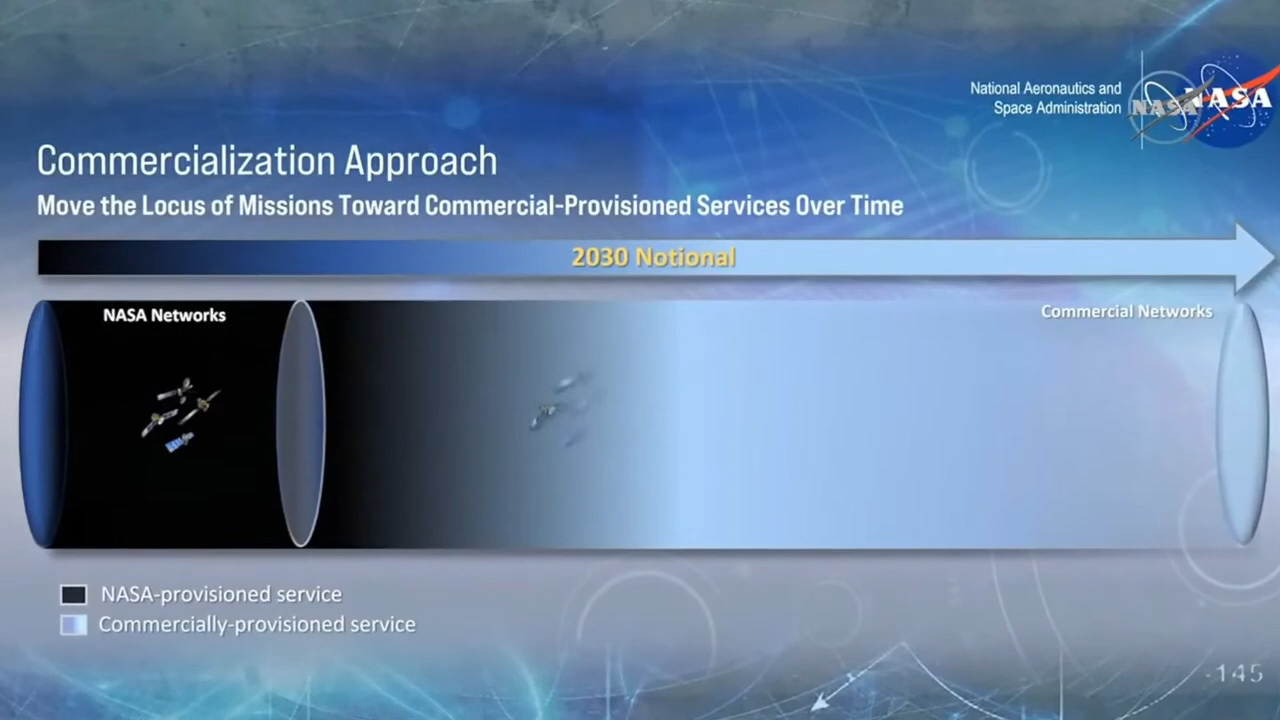 National Aeronautics and
Space Administration
NASA NASA
Commercialization Approach
Move the Locus of Missions Toward Commercial-Provisioned Services Over Time
2030 Notional
NASA Networks
Commercial Networks
NASA-provisioned service
Commercially-provisioned service
145